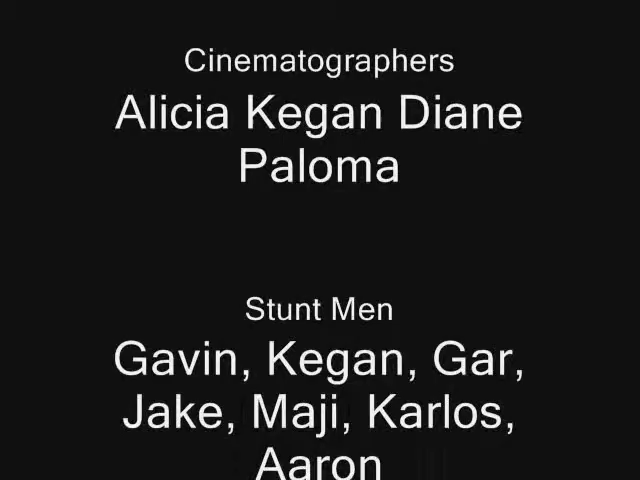 Cinematographers
Alicia Kegan Diane
Paloma
Stunt Men
Gavin, Kegan, Gar,
Jake, Maji, Karlos,
Aaron